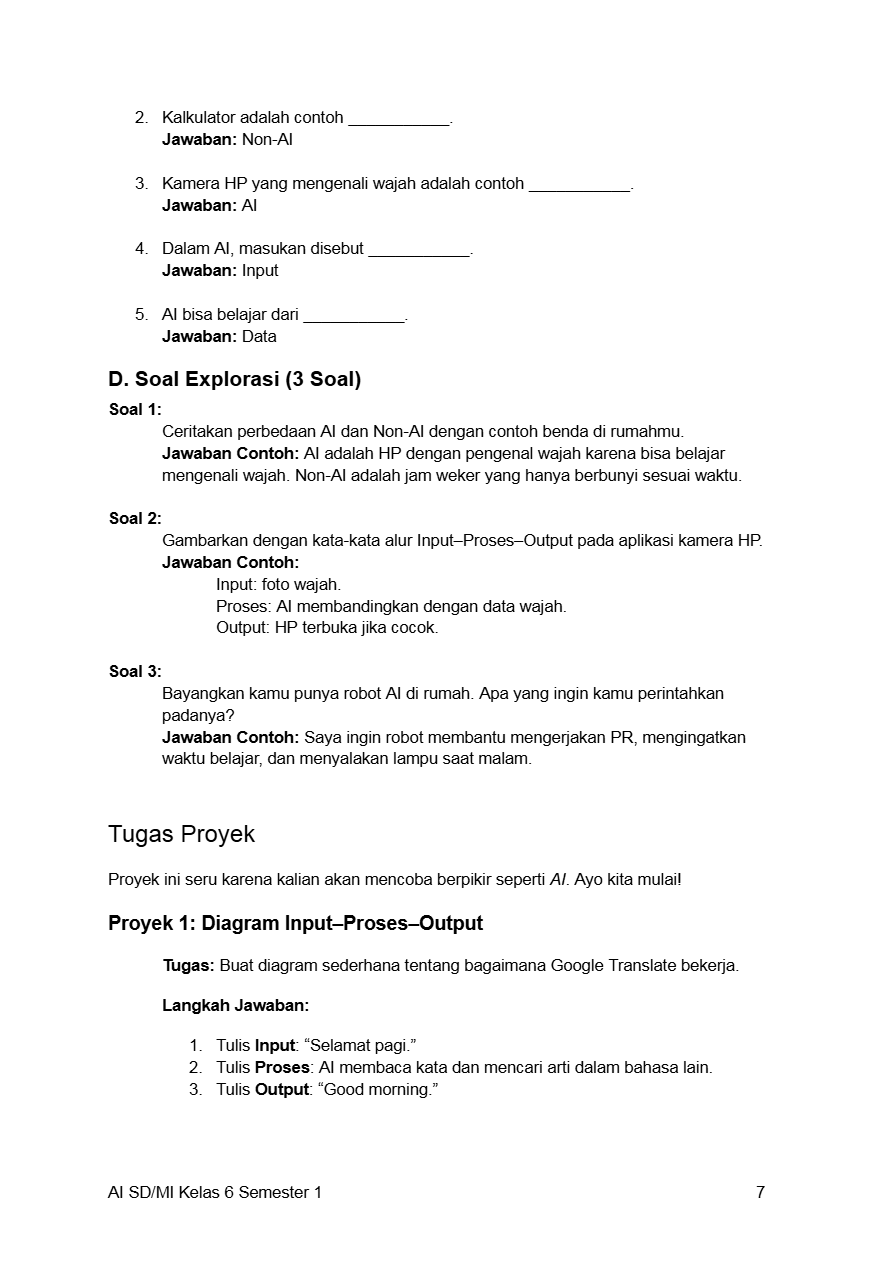 2. Kalkulator adalah contoh ___________.
Jawaban: Non-AI
3. Kamera HP yang mengenali wajah adalah contoh ___________.
Jawaban: AI
4. Dalam AI, masukan disebut ___________.
Jawaban: Input
5. AI bisa belajar dari ___________.
Jawaban: Data
D. Soal Explorasi (3 Soal)
Soal 1:
Ceritakan perbedaan AI dan Non-AI dengan contoh benda di rumahmu.
Jawaban Contoh: AI adalah HP dengan pengenal wajah karena bisa belajar
mengenali wajah. Non-AI adalah jam weker yang hanya berbunyi sesuai waktu.
Soal 2:
Gambarkan dengan kata-kata alur Input–Proses–Output pada aplikasi kamera HP.
Jawaban Contoh:
Input: foto wajah.
Proses: AI membandingkan dengan data wajah.
Output: HP terbuka jika cocok.
Soal 3:
Bayangkan kamu punya robot AI di rumah. Apa yang ingin kamu perintahkan
padanya?
Jawaban Contoh: Saya ingin robot membantu mengerjakan PR, mengingatkan
waktu belajar, dan menyalakan lampu saat malam.
Tugas Proyek
Proyek ini seru karena kalian akan mencoba berpikir seperti AI. Ayo kita mulai!
Proyek 1: Diagram Input–Proses–Output
Tugas: Buat diagram sederhana tentang bagaimana Google Translate bekerja.
Langkah Jawaban:
1. Tulis Input: “Selamat pagi.”
2. Tulis Proses: AI membaca kata dan mencari arti dalam bahasa lain.
3. Tulis Output: “Good morning.”
AI SD/MI Kelas 6 Semester 1 7